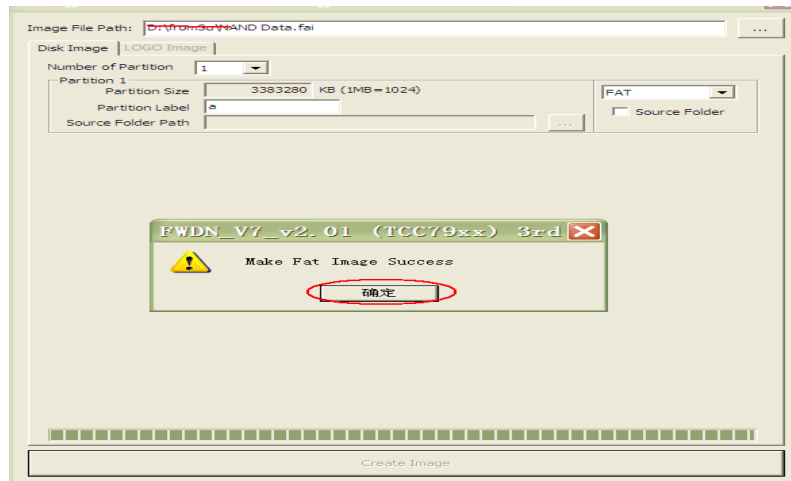 Image File Path: D:\fromSu\NAND Data.fai ...
Disk Image LOGO Image
Number of Partition 1
Partition 1
Partition Size 3383280 KB (1MB=1024) FAT
Partition Label a Source Folder
Source Folder Path ...
FWDN_V7_v2.01 (TCC79xx) 3rd
Make Fat Image Success
确定
Create Image